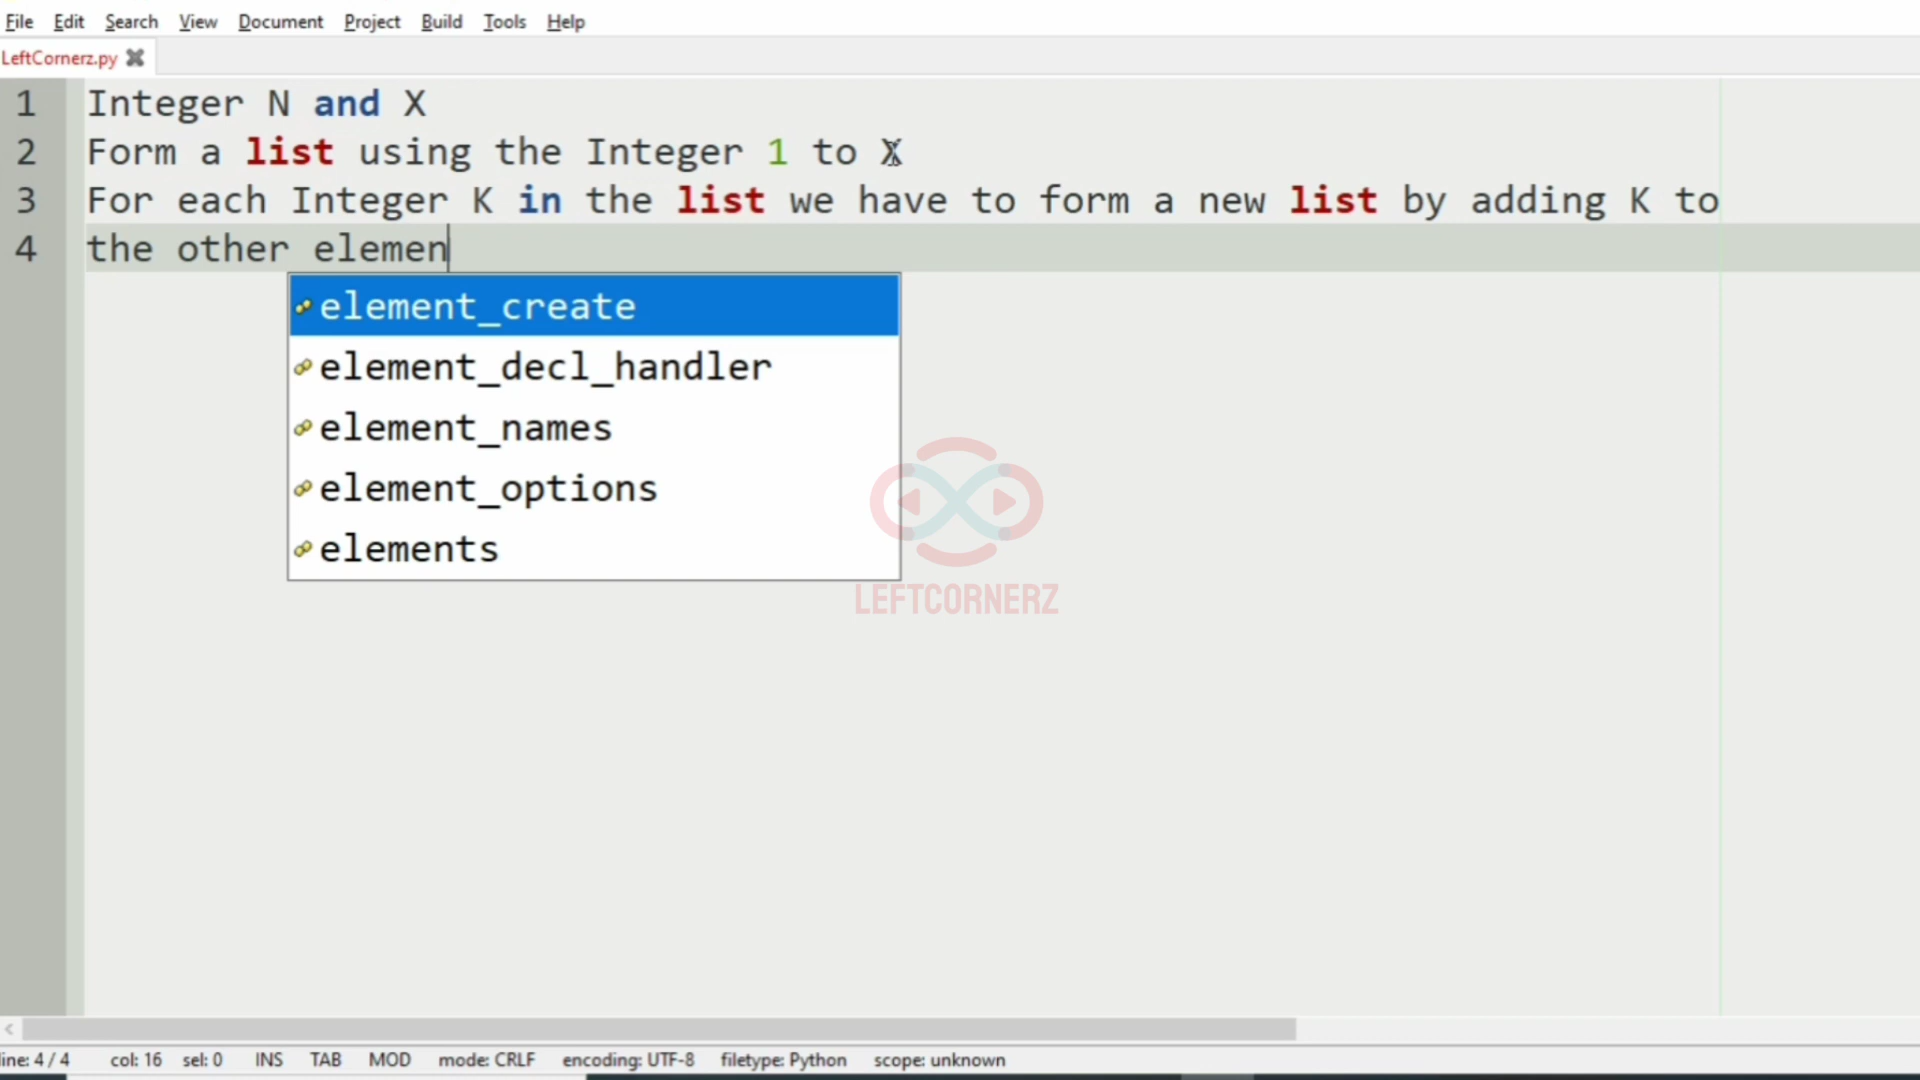 File Edit Search View Document Project Build Tools Help
LeftCornerz.py
1 Integer N and X
2 Form a list using the Integer 1 to X
3 For each Integer K in the list we have to form a new list by adding K to
4 the other elemen
element_create
element_decl_handler
element_names
element_options
elements
LEFTCORNERZ
line: 4 / 4 col: 16 sel: 0 INS TAB MOD mode: CRLF encoding: UTF-8 filetype: Python scope: unknown